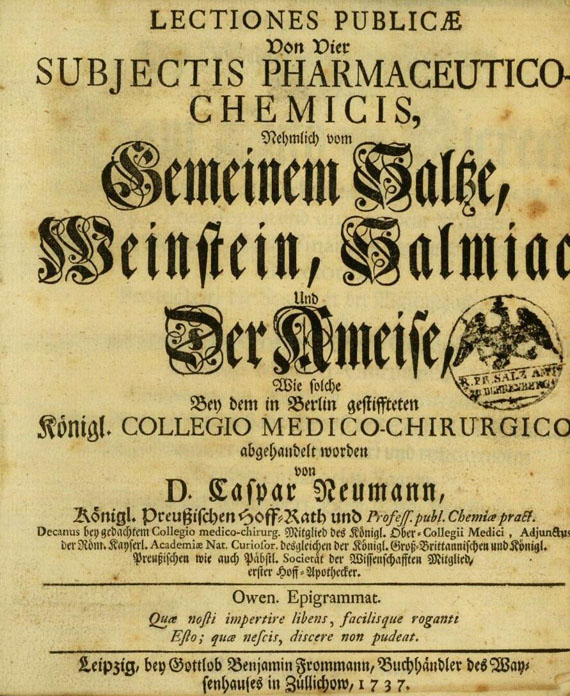 LECTIONES PUBLICÆ
Von Vier
SUBJECTIS PHARMACEUTICO-
CHEMICIS,
Nehmlich vom
Gemeinem Saltze,
Weinstein, Salmiac
Und
Der Ameise,
Wie solche
Bey dem in Berlin gestiffteten
Königl. COLLEGIO MEDICO-CHIRURGICO
abgehandelt worden
von
D. Caspar Neumann,
Königl. Preußischen Hoff-Rath und Profess. publ. Chemiæ pract.
Decanus bey gedachtem Collegio medico-chirurg. Mitglied des Königl. Ober-Collegii Medici, Adjunctus
der Röm. Kayserl. Academiæ Nat. Curiosor. desgleichen der Königl. Groß-Brittannischen und Königl.
Preußischen wie auch Päbstl. Societät der Wissenschafften Mitglied,
erster Hoff-Apothecker.
Owen. Epigrammat.
Quæ nosti impertire libens, facilisque roganti
Esto; quæ nescis, discere non pudeat.
Leipzig, bey Gottlob Benjamin Frommann, Buchhändler des Way-
senhauses in Züllichow, 1737.
K. PR. SALZ AMT